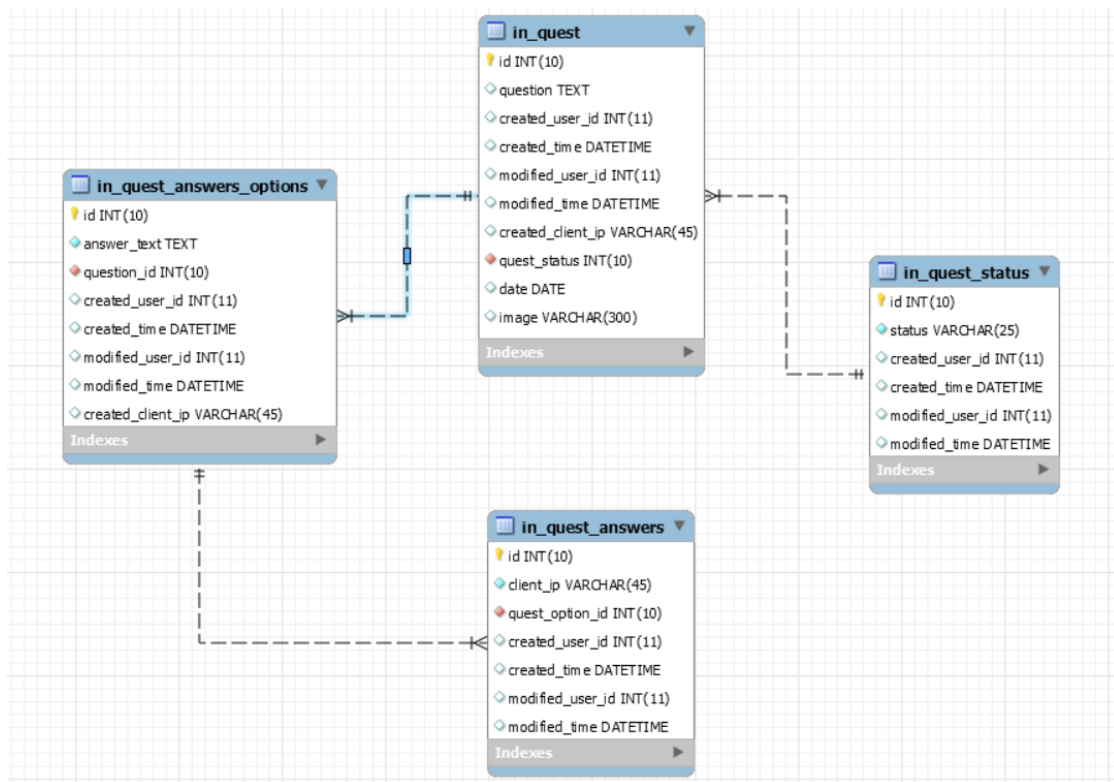 in_quest
id INT(10)
question TEXT
created_user_id INT(11)
created_time DATETIME
modified_user_id INT(11)
modified_time DATETIME
created_client_ip VARCHAR(45)
quest_status INT(10)
date DATE
image VARCHAR(300)
Indexes
in_quest_answers_options
id INT(10)
answer_text TEXT
question_id INT(10)
created_user_id INT(11)
created_time DATETIME
modified_user_id INT(11)
modified_time DATETIME
created_client_ip VARCHAR(45)
Indexes
in_quest_status
id INT(10)
status VARCHAR(25)
created_user_id INT(11)
created_time DATETIME
modified_user_id INT(11)
modified_time DATETIME
Indexes
in_quest_answers
id INT(10)
client_ip VARCHAR(45)
quest_option_id INT(10)
created_user_id INT(11)
created_time DATETIME
modified_user_id INT(11)
modified_time DATETIME
Indexes